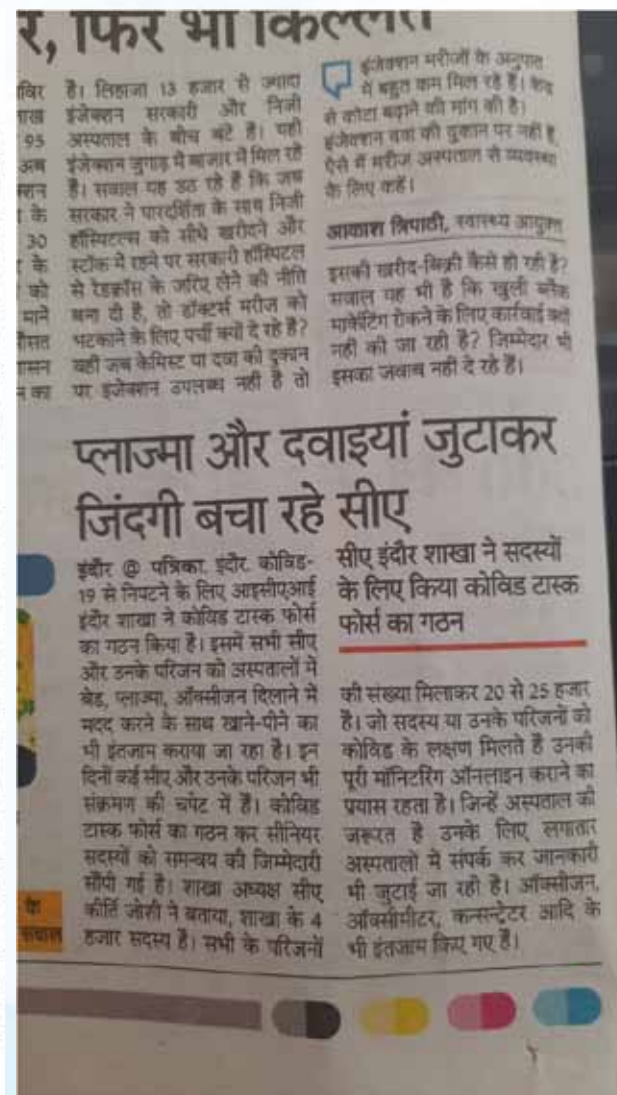 र, फिर भी किल्लत
विर
लाख
95
अब
के
30
के
को
मानें
औसत
शासन
न का
है। लिहाजा 13 हजार से ज्यादा
इंजेक्शन सरकारी और निजी
अस्पताल के बीच बंटे हैं। यही
इंजेक्शन जुगाड़ में बाजार में मिल रहे
हैं। सवाल यह उठ रहे हैं कि जब
सरकार ने पारदर्शिता के साथ निजी
हॉस्पिटल्स को सीधे खरीदने और
स्टॉक में रहने पर सरकारी हॉस्पिटल
से रेडक्रॉस के जरिए लेने की नीति
बना दी है, तो डॉक्टर्स मरीज को
भटकाने के लिए पर्ची क्यों दे रहे हैं?
यही जब केमिस्ट या दवा की दुकान
पर इंजेक्शन उपलब्ध नहीं है तो
इंजेक्शन मरीजों के अनुपात
में बहुत कम मिल रहे हैं। केंद्र
से कोटा बढ़ाने की मांग की है।
इंजेक्शन दवा की दुकान पर नहीं है,
ऐसे में मरीज अस्पताल से व्यवस्था
के लिए कहें।
आकाश त्रिपाठी, स्वास्थ्य आयुक्त
इसकी खरीद-बिक्री कैसे हो रही है?
सवाल यह भी है कि खुली ब्लैक
मार्केटिंग रोकने के लिए कार्रवाई क्यों
नहीं की जा रही है? जिम्मेदार भी
इसका जवाब नहीं दे रहे हैं।
प्लाज्मा और दवाइयां जुटाकर
जिंदगी बचा रहे सीए
इंदौर @ पत्रिका. इंदौर. कोविड-
19 से निपटने के लिए आइसीएआई
इंदौर शाखा ने कोविड टास्क फोर्स
का गठन किया है। इसमें सभी सीए
और उनके परिजन को अस्पतालों में
बेड, प्लाज्मा, ऑक्सीजन दिलाने में
मदद करने के साथ खाने-पीने का
भी इंतजाम कराया जा रहा है। इन
दिनों कई सीए और उनके परिजन भी
संक्रमण की चपेट में हैं। कोविड
टास्क फोर्स का गठन कर सीनियर
सदस्यों को समन्वय की जिम्मेदारी
सौंपी गई है। शाखा अध्यक्ष सीए
कीर्ति जोशी ने बताया, शाखा के 4
हजार सदस्य हैं। सभी के परिजनों
सीए इंदौर शाखा ने सदस्यों
के लिए किया कोविड टास्क
फोर्स का गठन
की संख्या मिलाकर 20 से 25 हजार
है। जो सदस्य या उनके परिजनों को
कोविड के लक्षण मिलते हैं उनकी
पूरी मॉनिटरिंग ऑनलाइन कराने का
प्रयास रहता है। जिन्हें अस्पताल की
जरूरत है उनके लिए लगातार
अस्पतालों में संपर्क कर जानकारी
भी जुटाई जा रही है। ऑक्सीजन,
ऑक्सीमीटर, कन्सन्ट्रेटर आदि के
भी इंतजाम किए गए हैं।
के
सवाल